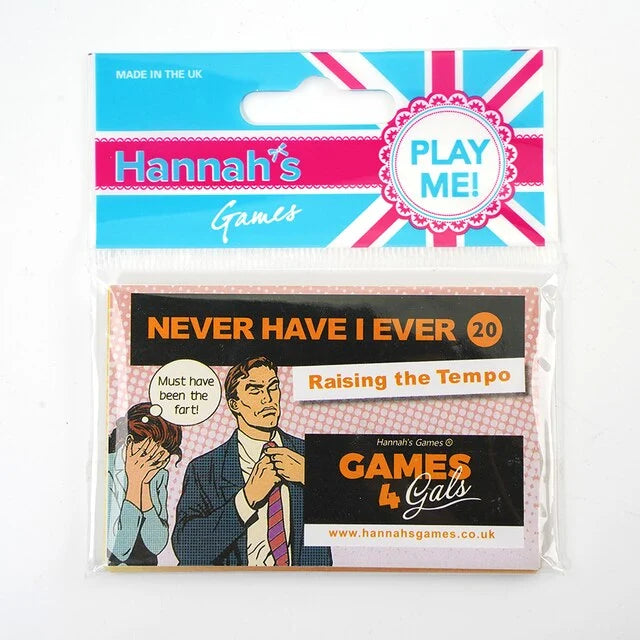 MADE IN THE UK
Hannah's
Games
PLAY
ME!
NEVER HAVE I EVER 20
Raising the Tempo
Must have
been the
fart!
Hannah's Games ®
GAMES
4 Gals
www.hannahsgames.co.uk